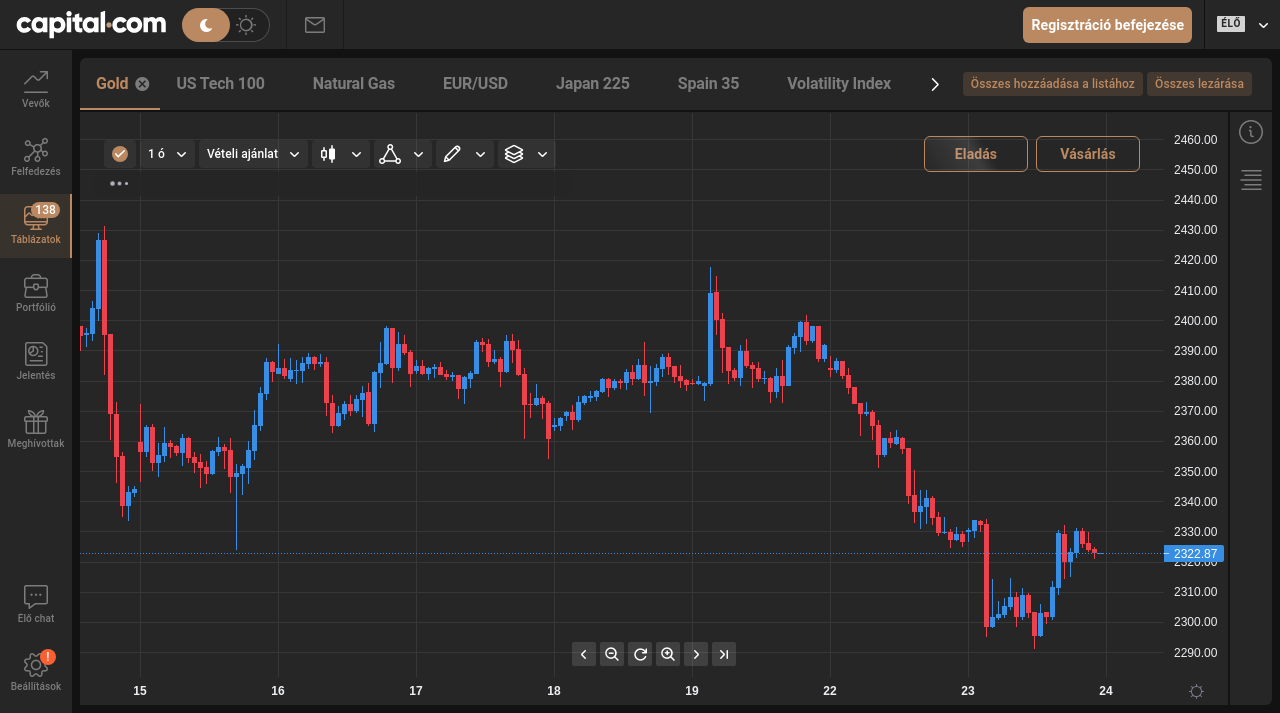 capital.com
Regisztráció befejezése
ÉLŐ
Vevők
Felfedezés
138
Táblázatok
Portfólió
Jelentés
Meghívottak
Élő chat
!
Beállítások
Gold
US Tech 100
Natural Gas
EUR/USD
Japan 225
Spain 35
Volatility Index
Összes hozzáadása a listához
Összes lezárása
1 ó
Vételi ajánlat
Eladás
Vásárlás
2460.00
2450.00
2440.00
2430.00
2420.00
2410.00
2400.00
2390.00
2380.00
2370.00
2360.00
2350.00
2340.00
2330.00
2322.87
2320.00
2310.00
2300.00
2290.00
15
16
17
18
19
22
23
24